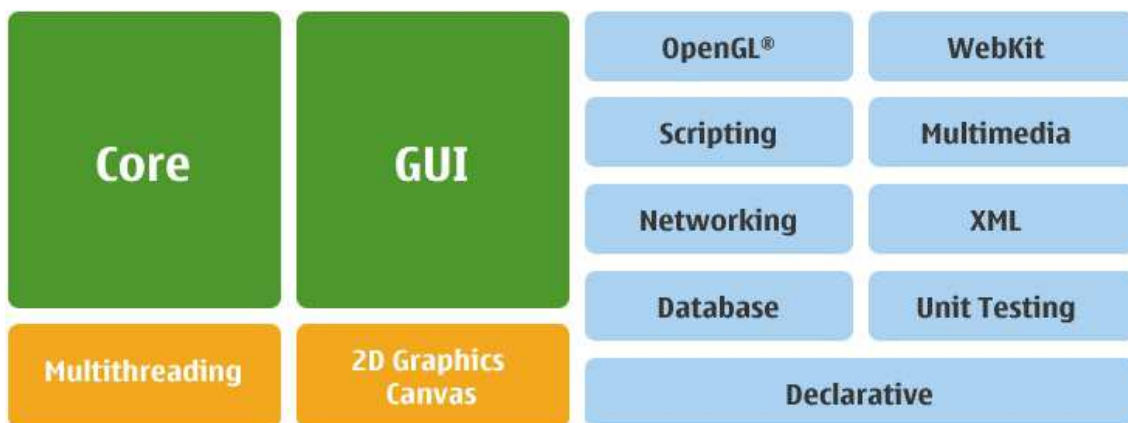 Core
GUI
Multithreading
2D Graphics
Canvas
OpenGL®
WebKit
Scripting
Multimedia
Networking
XML
Database
Unit Testing
Declarative